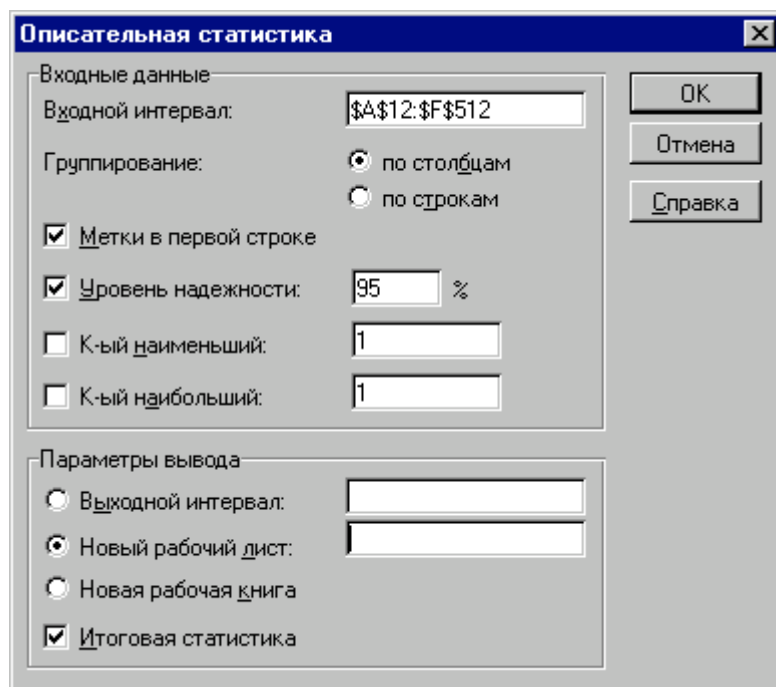 Описательная статистика
Входные данные
Входной интервал: $A$12:$F$512
Группирование: по столбцам
по строкам
Метки в первой строке
Уровень надежности: 95 %
К-ый наименьший: 1
К-ый наибольший: 1
OK
Отмена
Справка
Параметры вывода
Выходной интервал:
Новый рабочий лист:
Новая рабочая книга
Итоговая статистика